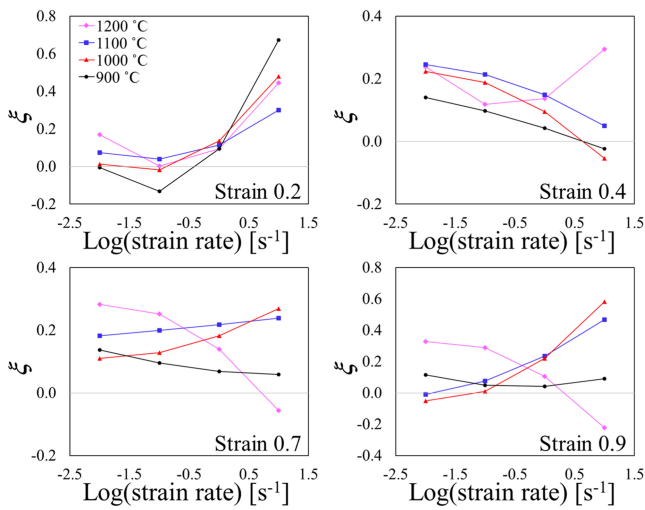 0.8
0.6
0.4
0.2
0.0
-0.2
ξ
1200 ˚C
1100 ˚C
1000 ˚C
900 ˚C
Strain 0.2
-2.5 -1.5 -0.5 0.5 1.5
Log(strain rate) [s-1]
0.4
0.2
0.0
-0.2
ξ
Strain 0.4
-2.5 -1.5 -0.5 0.5 1.5
Log(strain rate) [s-1]
0.4
0.2
0.0
-0.2
ξ
Strain 0.7
-2.5 -1.5 -0.5 0.5 1.5
Log(strain rate) [s-1]
0.8
0.6
0.4
0.2
0.0
-0.2
-0.4
ξ
Strain 0.9
-2.5 -1.5 -0.5 0.5 1.5
Log(strain rate) [s-1]